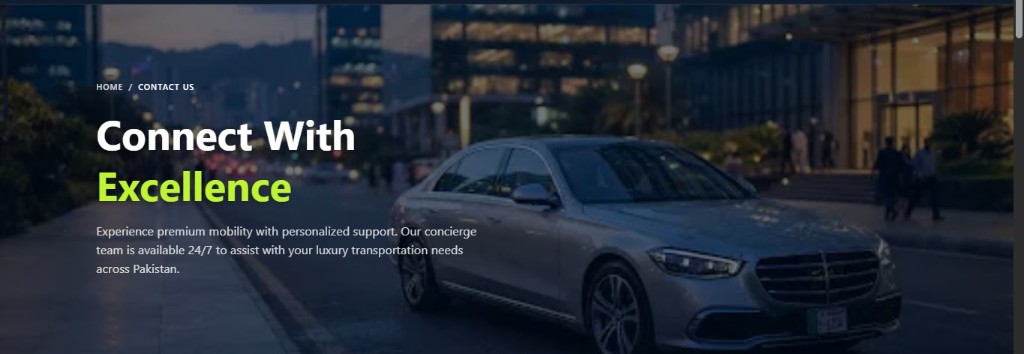 HOME / CONTACT US
Connect With
Excellence
Experience premium mobility with personalized support. Our concierge
team is available 24/7 to assist with your luxury transportation needs
across Pakistan.